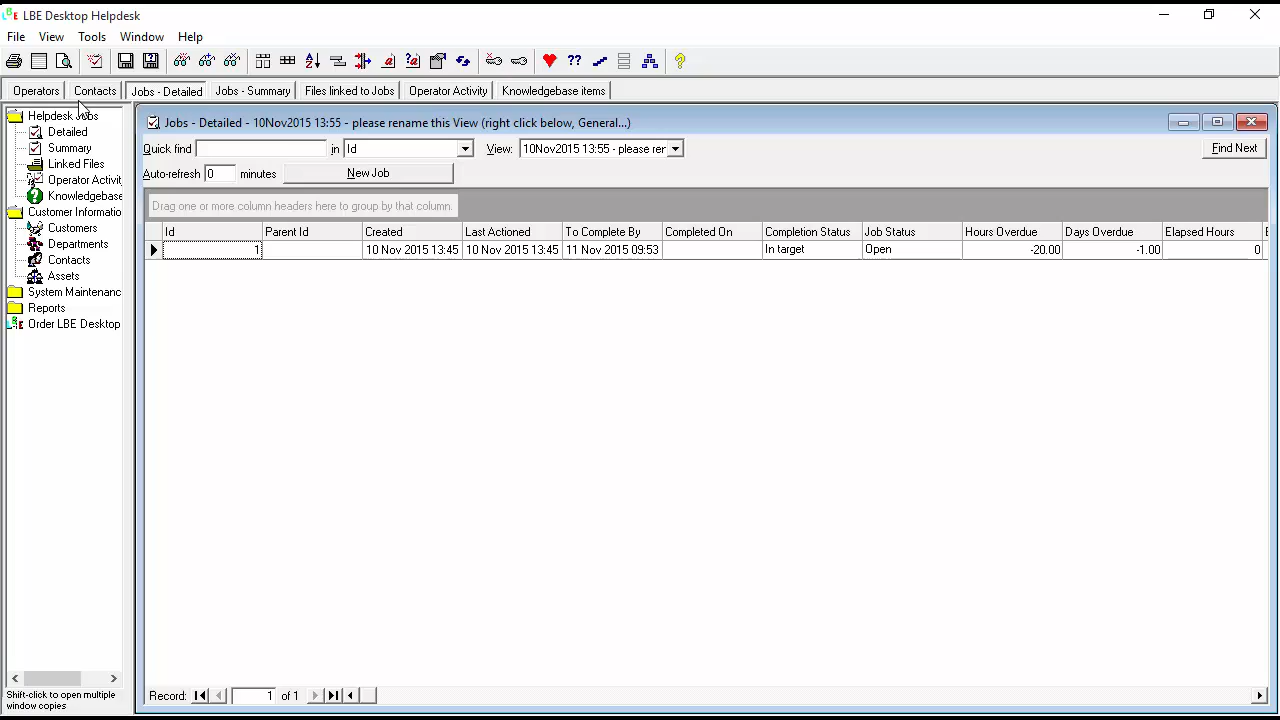 LBE LBE Desktop Helpdesk
File View Tools Window Help
Operators Contacts Jobs - Detailed Jobs - Summary Files linked to Jobs Operator Activity Knowledgebase items
Helpdesk Jobs
Detailed
Summary
Linked Files
Operator Activit
Knowledgebase
Customer Informatio
Customers
Departments
Contacts
Assets
System Maintenanc
Reports
Order LBE Desktop
Shift-click to open multiple
window copies
Jobs - Detailed - 10Nov2015 13:55 - please rename this View (right click below, General...)
Quick find in Id View: 10Nov2015 13:55 - please rer Find Next
Auto-refresh 0 minutes New Job
Drag one or more column headers here to group by that column.
Id Parent Id Created Last Actioned To Complete By Completed On Completion Status Job Status Hours Overdue Days Overdue Elapsed Hours
1 10 Nov 2015 13:45 10 Nov 2015 13:45 11 Nov 2015 09:53 In target Open -20.00 -1.00 0
Record: 1 of 1